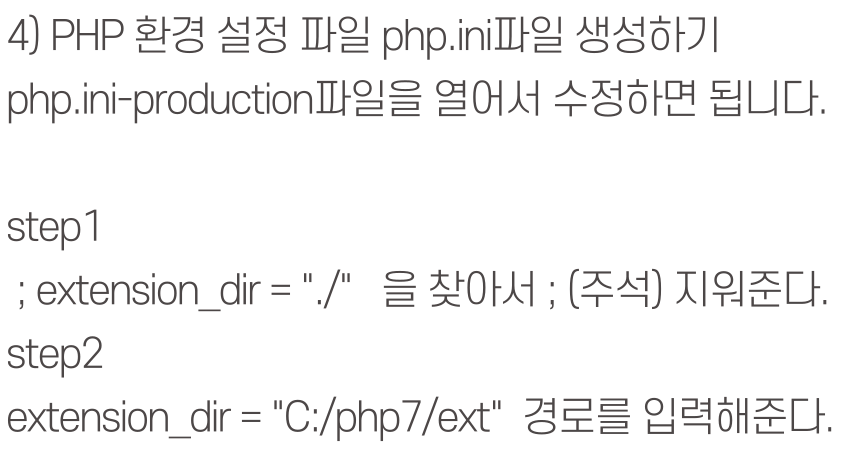 4) PHP 환경 설정 파일 php.ini파일 생성하기
php.ini-production파일을 열어서 수정하면 됩니다.
step1
; extension_dir = "./" 을 찾아서 ; (주석) 지워준다.
step2
extension_dir = "C:/php7/ext" 경로를 입력해준다.